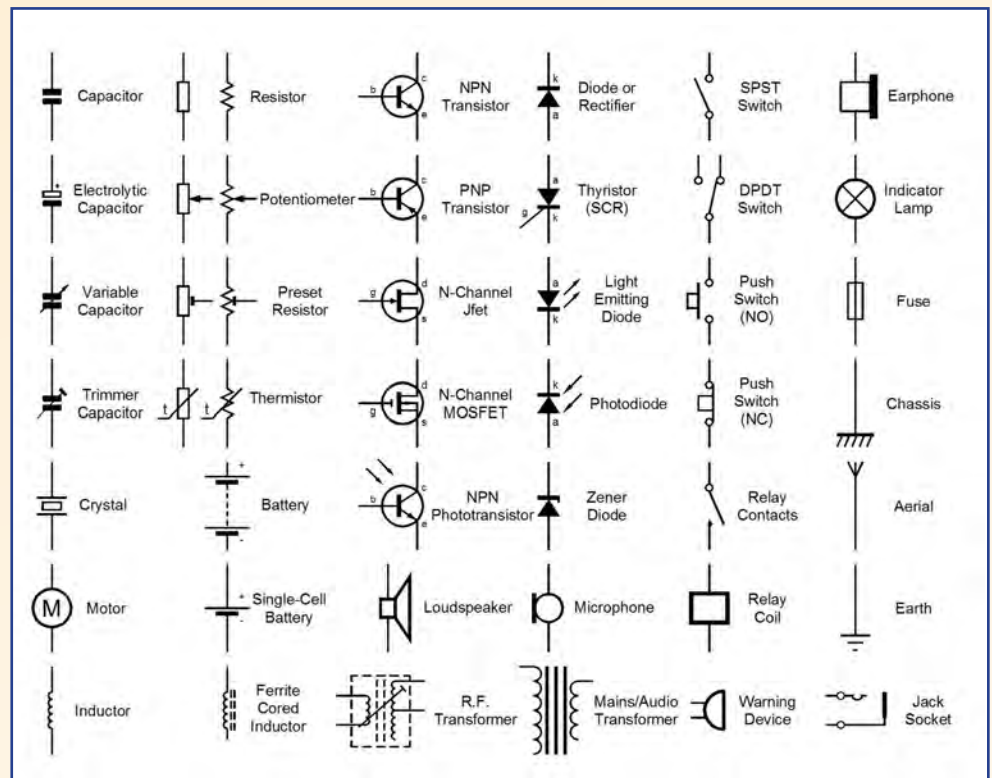 c
k
Capacitor
Resistor
b
NPN
Transistor
Diode or
Rectifier
SPST
Switch
Earphone
e
a
+
Electrolytic
Capacitor
Potentiometer
c
b
PNP
Transistor
e
a
Thyristor
(SCR)
g
k
DPDT
Switch
Indicator
Lamp
Variable
Capacitor
Preset
Resistor
d
g
N-Channel
Jfet
s
a
Light
Emitting
Diode
k
Push
Switch
(NO)
Fuse
Trimmer
Capacitor
t
t
Thermistor
d
N-Channel
MOSFET
g
s
k
Photodiode
a
Push
Switch
(NC)
Chassis
Crystal
+
Battery
-
c
b
NPN
Phototransistor
e
Zener
Diode
Relay
Contacts
Aerial
M
Motor
+
Single-Cell
Battery
-
Loudspeaker
Microphone
Relay
Coil
Earth
Inductor
Ferrite
Cored
Inductor
R.F.
Transformer
Mains/Audio
Transformer
Warning
Device
Jack
Socket